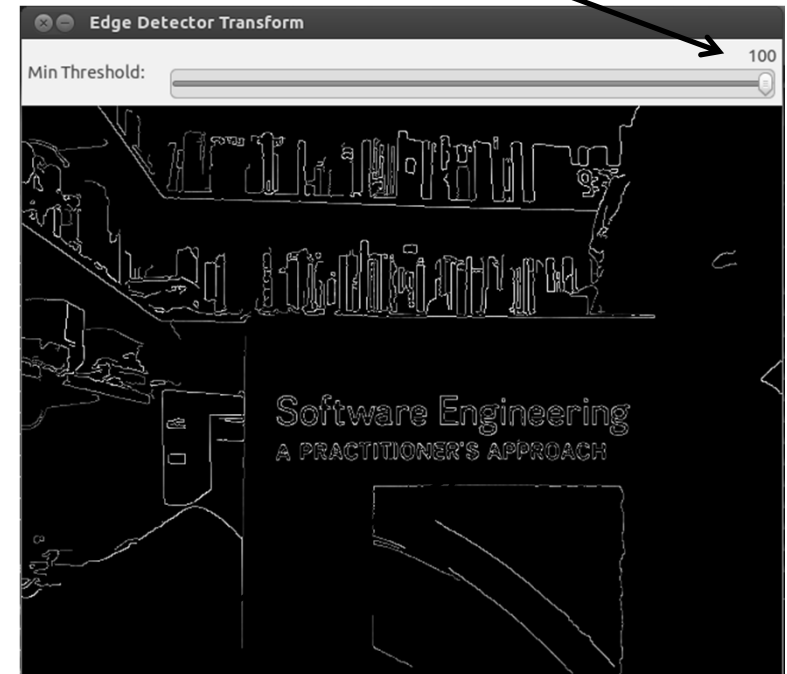 Edge Detector Transform
100
Min Threshold:
Software Engineering
A PRACTITIONER'S APPROACH